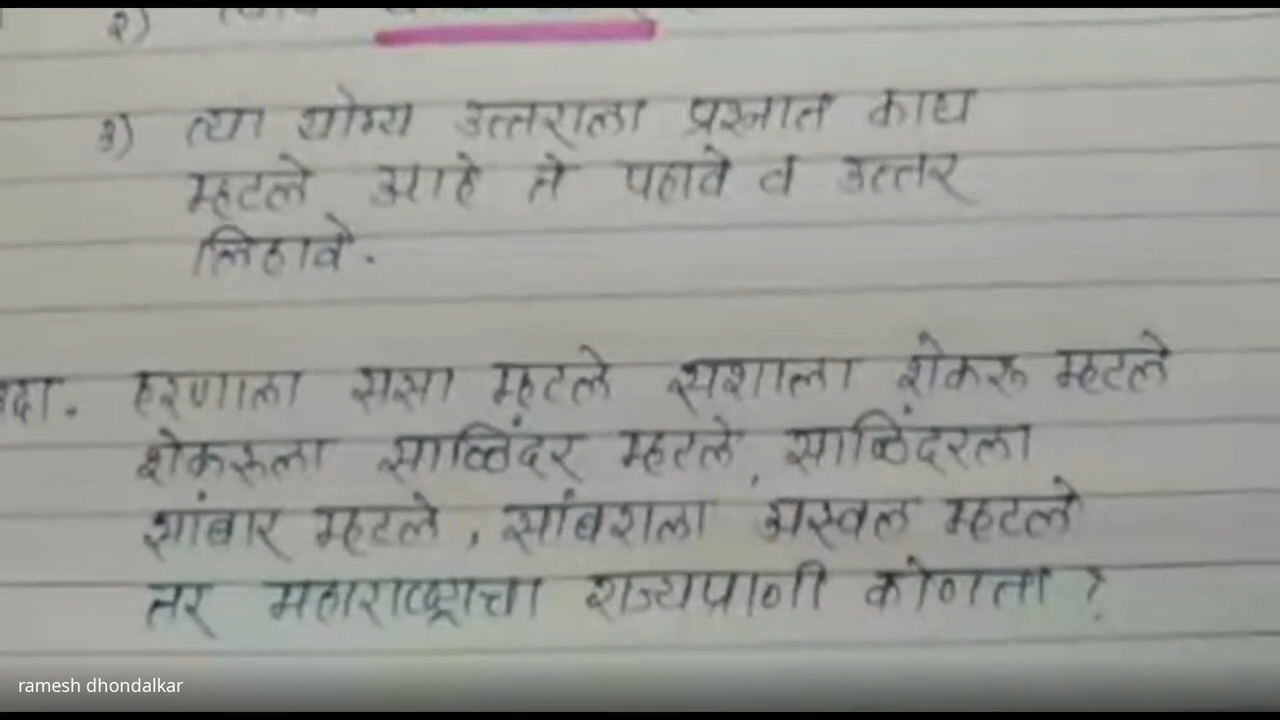 २)
३) त्या योग्य उत्तराला प्रश्नात काय
म्हटले आहे ते पहावे व उत्तर
लिहावे.
उदा. हरणाला ससा म्हटले सशाला शेकरू म्हटले
शेकरूला साळिंदर म्हटले, साळिंदरला
सांबार म्हटले, सांबराला अस्वल म्हटले
तर महाराष्ट्राचा राज्यप्राणी कोणता ?
ramesh dhondalkar